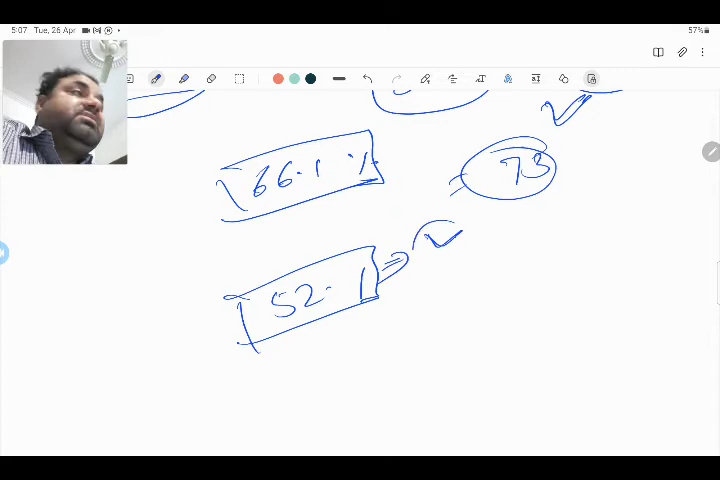 5:07 Tue, 26 Apr
57%
66.1 %
= 73
52.1